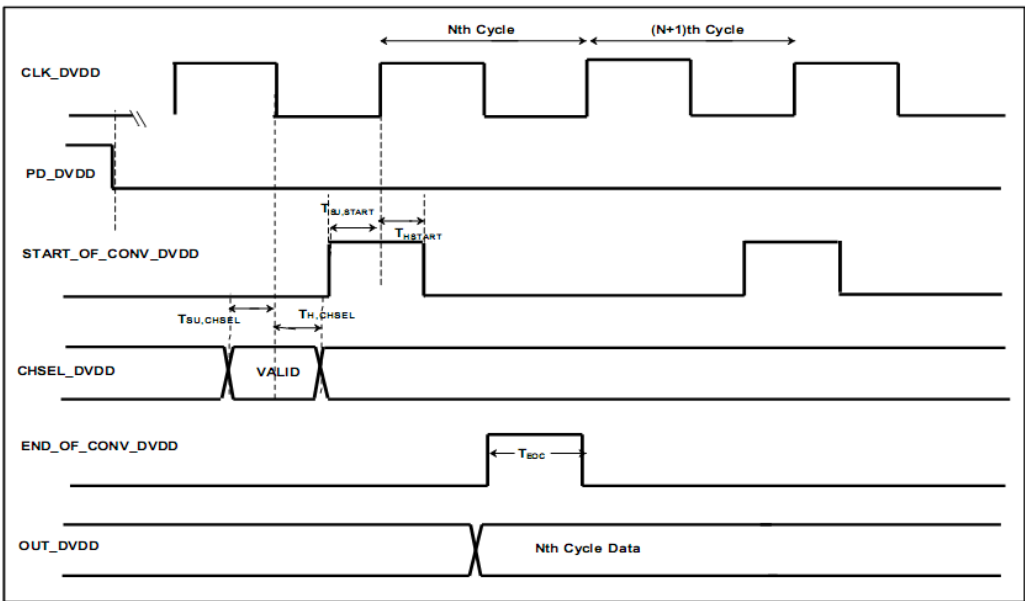 Nth Cycle
(N+1)th Cycle
CLK_DVDD
PD_DVDD
TSU,START
THSTART
START_OF_CONV_DVDD
TSU,CHSEL
TH,CHSEL
CHSEL_DVDD
VALID
END_OF_CONV_DVDD
TEOC
OUT_DVDD
Nth Cycle Data